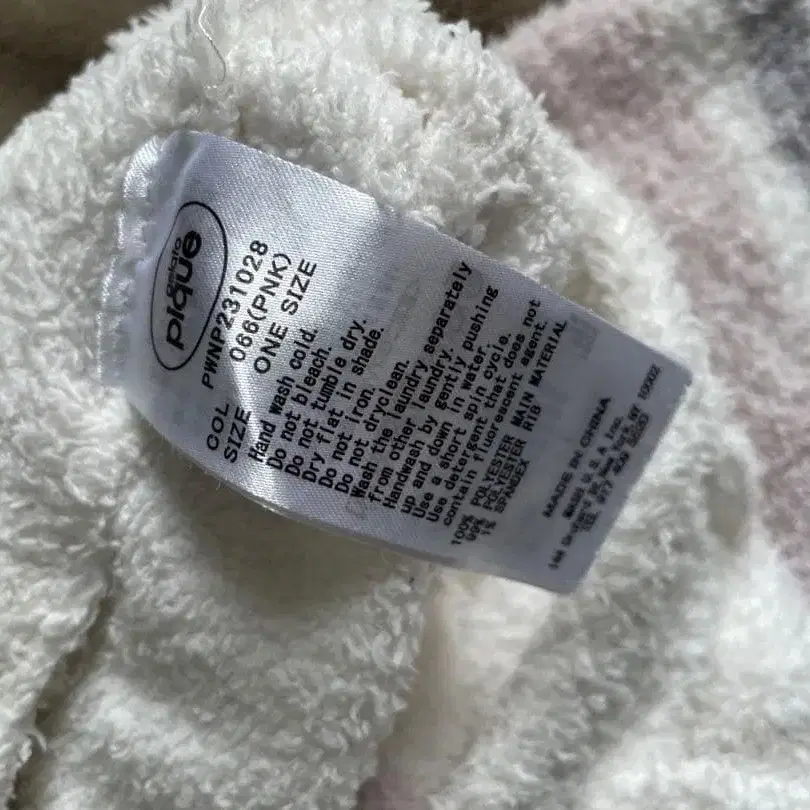 gelato
pique
PWNP231028
COL 066(PNK)
SIZE ONE SIZE
Hand wash cold.
Do not bleach.
Do not tumble dry.
Dry flat in shade.
Do not iron.
Do not dryclean.
Wash the laundry separately
from other laundry.
Handwash by gently pushing
up and down in water.
Use a short spin cycle.
Use detergent that does not
contain fluorescent agent.
100% POLYESTER MAIN MATERIAL
99% POLYESTER RIB
1% SPANDEX
MADE IN CHINA
MASH U.S.A Inc.
10002